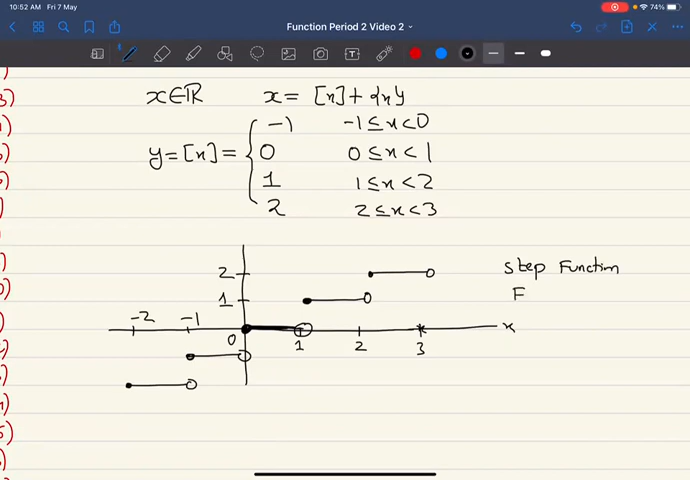 10:52 AM Fri 7 May
74%
Function Period 2 Video 2
x∈ℝ x = [x] + {x}
y = [x] = { -1 -1 ≤ x < 0
0 0 ≤ x < 1
1 1 ≤ x < 2
2 2 ≤ x < 3
2
1
Step Function
F
-2 -1
0 1 2 3 x